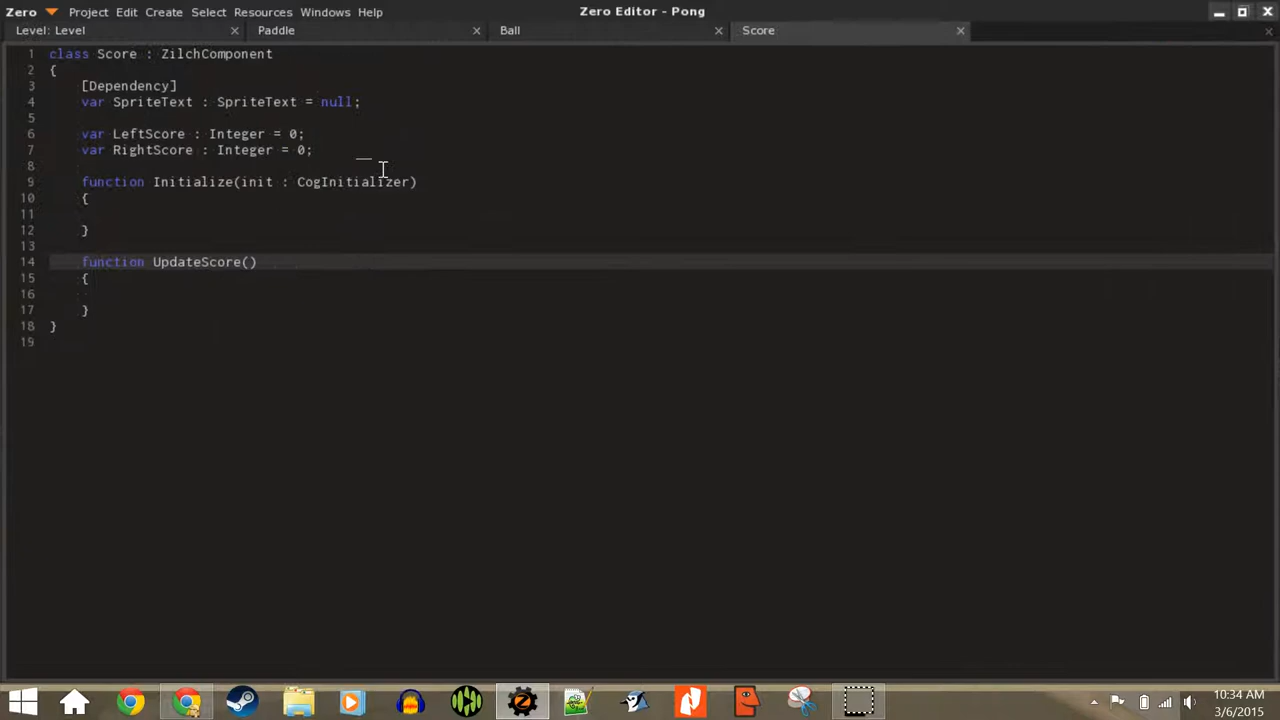 Zero Project Edit Create Select Resources Windows Help Zero Editor - Pong
Level: Level Paddle Ball Score
1 class Score : ZilchComponent
2 {
3 [Dependency]
4 var SpriteText : SpriteText = null;
5
6 var LeftScore : Integer = 0;
7 var RightScore : Integer = 0;
8
9 function Initialize(init : CogInitializer)
10 {
11
12 }
13
14 function UpdateScore()
15 {
16
17 }
18 }
19
10:34 AM
3/6/2015